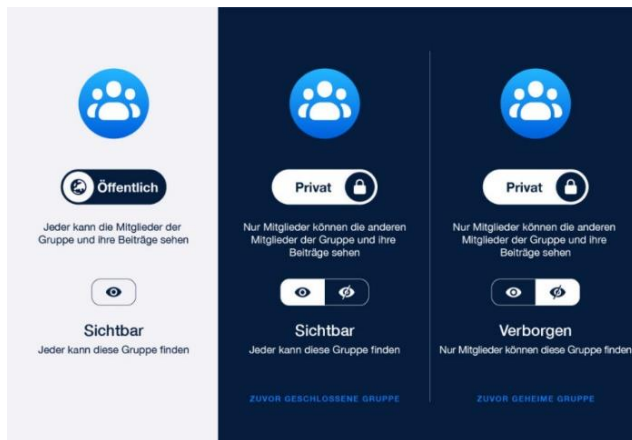 Öffentlich
Jeder kann die Mitglieder der
Gruppe und ihre Beiträge sehen
Sichtbar
Jeder kann diese Gruppe finden
Privat
Nur Mitglieder können die anderen
Mitglieder der Gruppe und ihre
Beiträge sehen
Sichtbar
Jeder kann diese Gruppe finden
ZUVOR GESCHLOSSENE GRUPPE
Privat
Nur Mitglieder können die anderen
Mitglieder der Gruppe und ihre
Beiträge sehen
Verborgen
Nur Mitglieder können diese Gruppe finden
ZUVOR GEHEIME GRUPPE